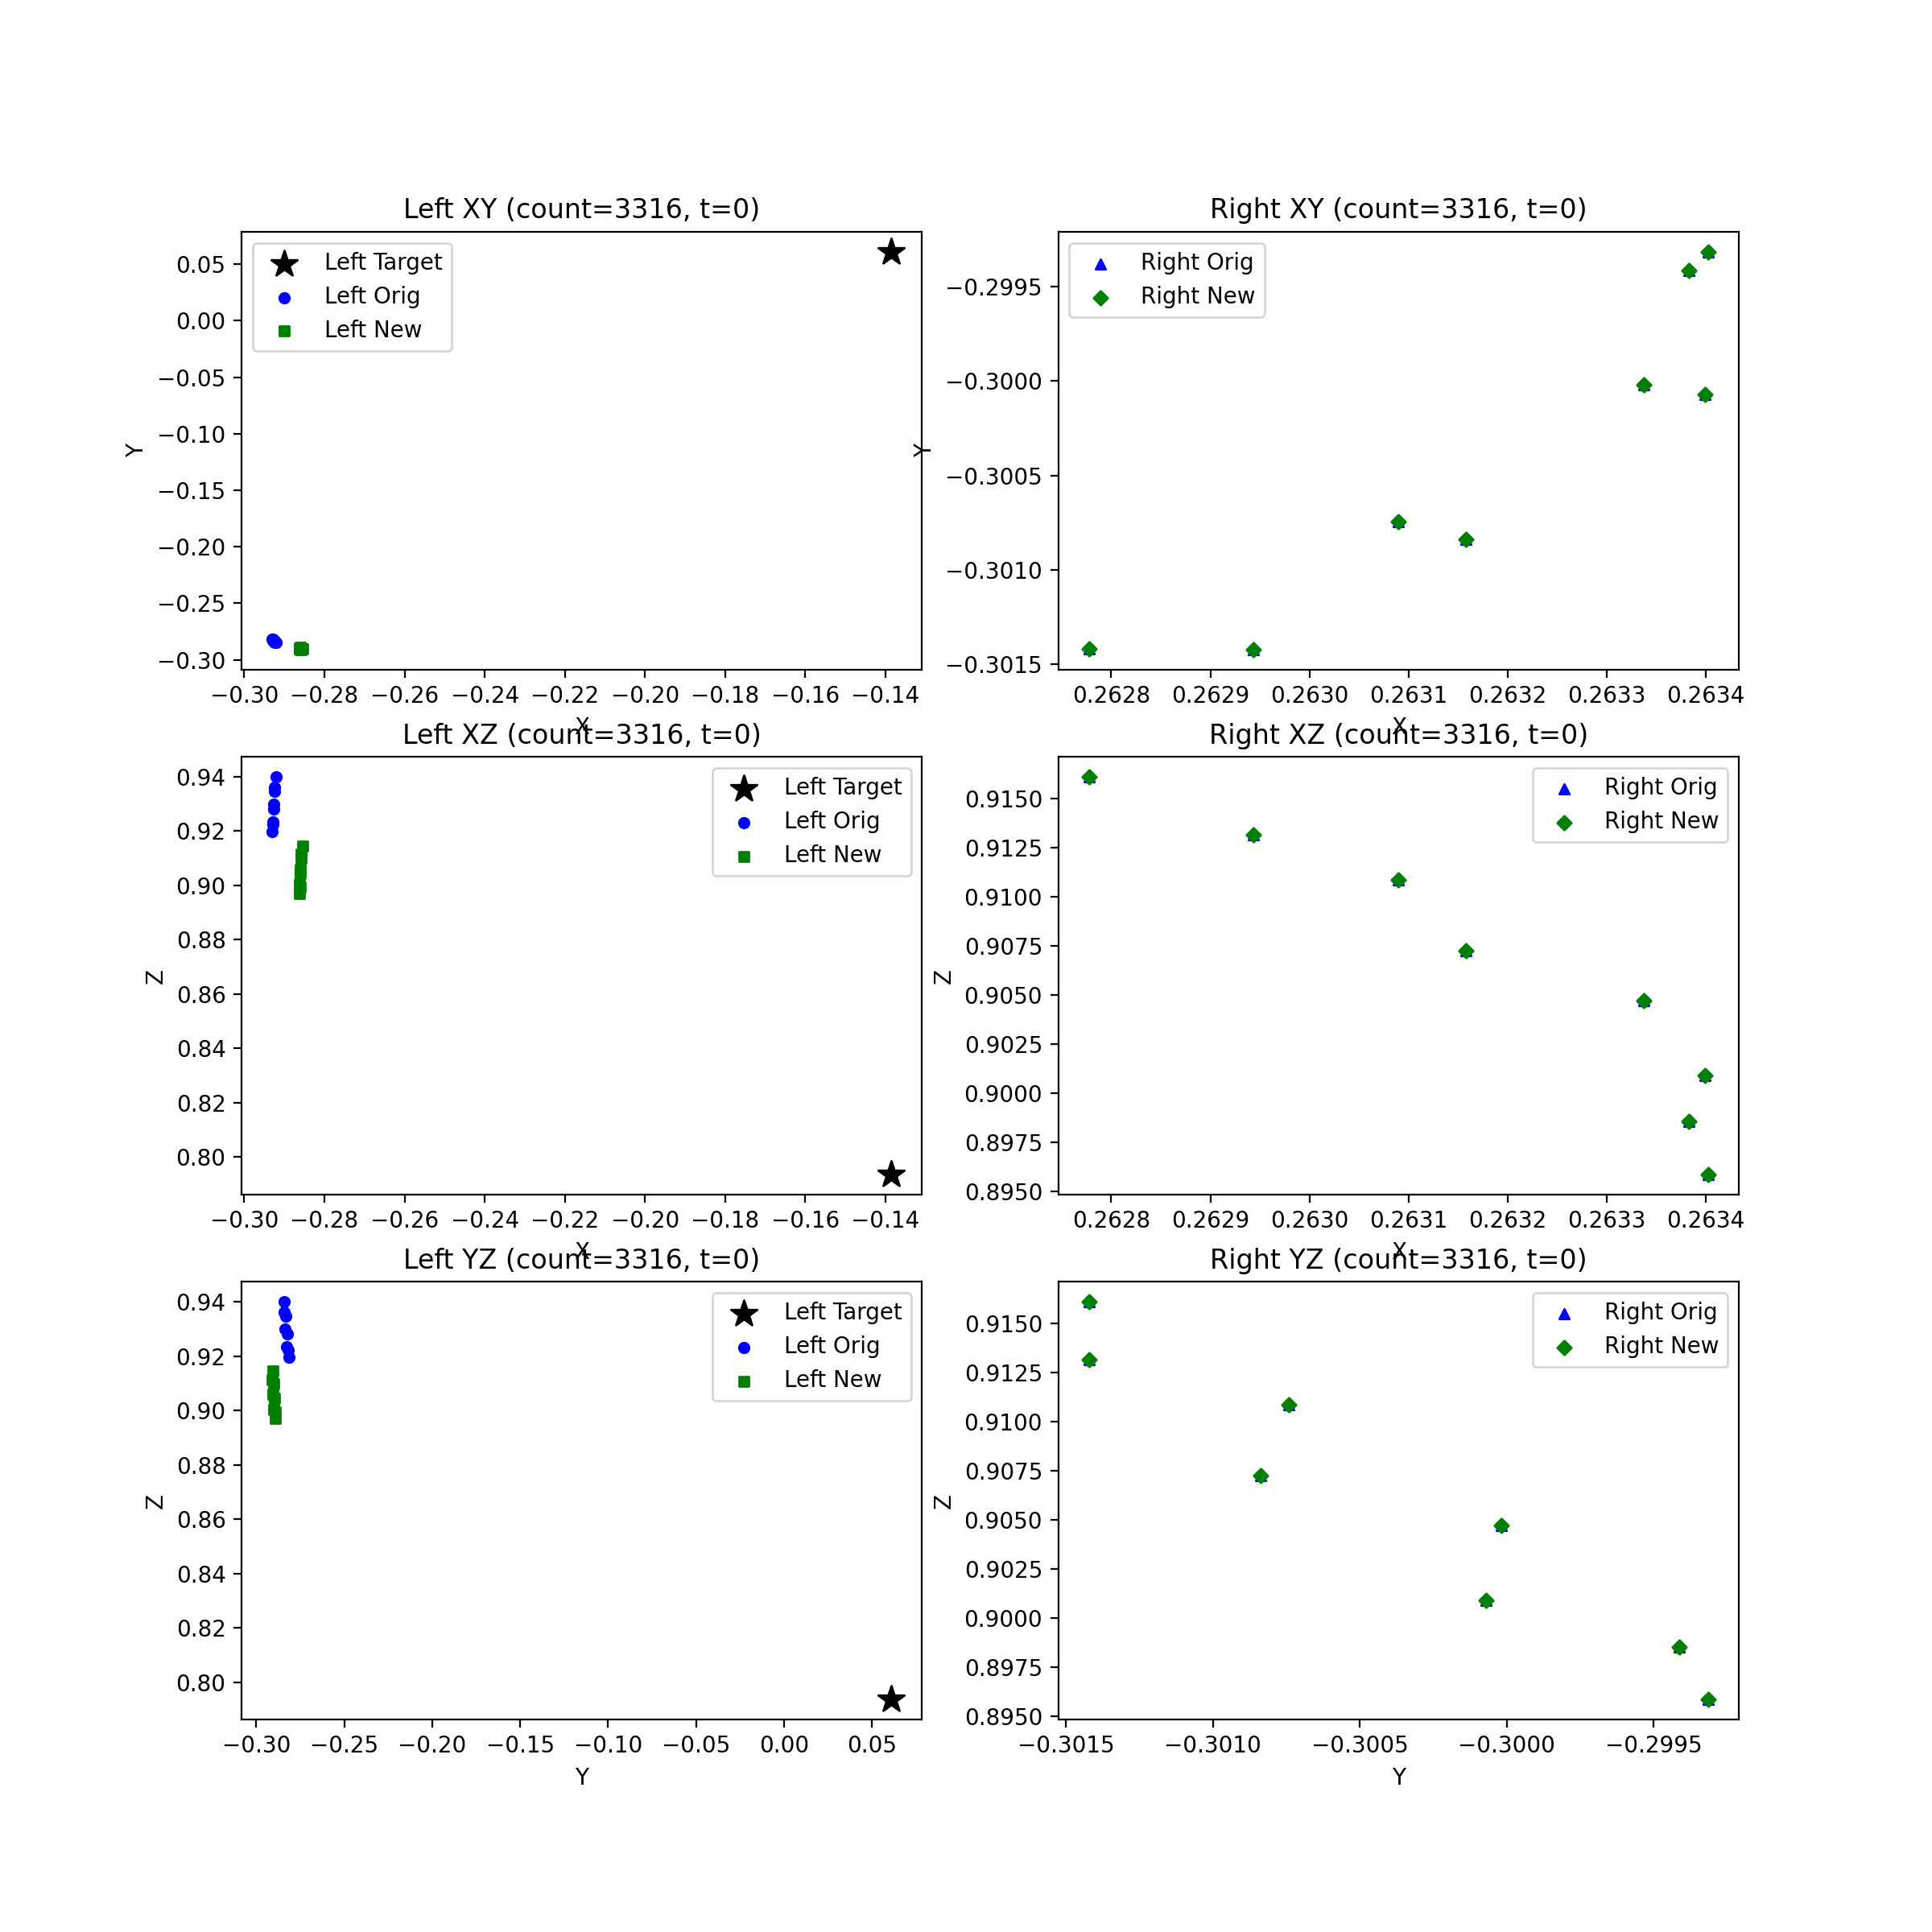 Left XY (count=3316, t=0)
Right XY (count=3316, t=0)
Left Target
Left Orig
Left New
0.05
0.00
−0.05
−0.10
−0.15
−0.20
−0.25
−0.30
Y
−0.30 −0.28 −0.26 −0.24 −0.22 −0.20 −0.18 −0.16 −0.14
X
Right Orig
Right New
−0.2995
−0.3000
−0.3005
−0.3010
−0.3015
Y
0.2628 0.2629 0.2630 0.2631 0.2632 0.2633 0.2634
X
Left XZ (count=3316, t=0)
Right XZ (count=3316, t=0)
Left Target
Left Orig
Left New
0.94
0.92
0.90
0.88
0.86
0.84
0.82
0.80
Z
−0.30 −0.28 −0.26 −0.24 −0.22 −0.20 −0.18 −0.16 −0.14
X
Right Orig
Right New
0.9150
0.9125
0.9100
0.9075
0.9050
0.9025
0.9000
0.8975
0.8950
Z
0.2628 0.2629 0.2630 0.2631 0.2632 0.2633 0.2634
X
Left YZ (count=3316, t=0)
Right YZ (count=3316, t=0)
Left Target
Left Orig
Left New
0.94
0.92
0.90
0.88
0.86
0.84
0.82
0.80
Z
−0.30 −0.25 −0.20 −0.15 −0.10 −0.05 0.00 0.05
Y
Right Orig
Right New
0.9150
0.9125
0.9100
0.9075
0.9050
0.9025
0.9000
0.8975
0.8950
Z
−0.3015 −0.3010 −0.3005 −0.3000 −0.2995
Y